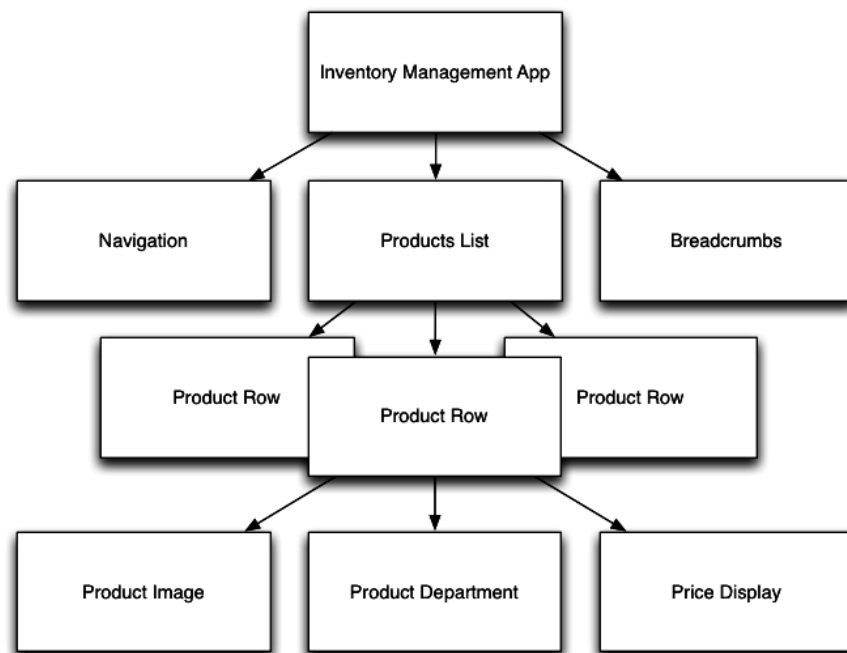 Inventory Management App
Navigation
Products List
Breadcrumbs
Product Row
Product Row
Product Row
Product Image
Product Department
Price Display